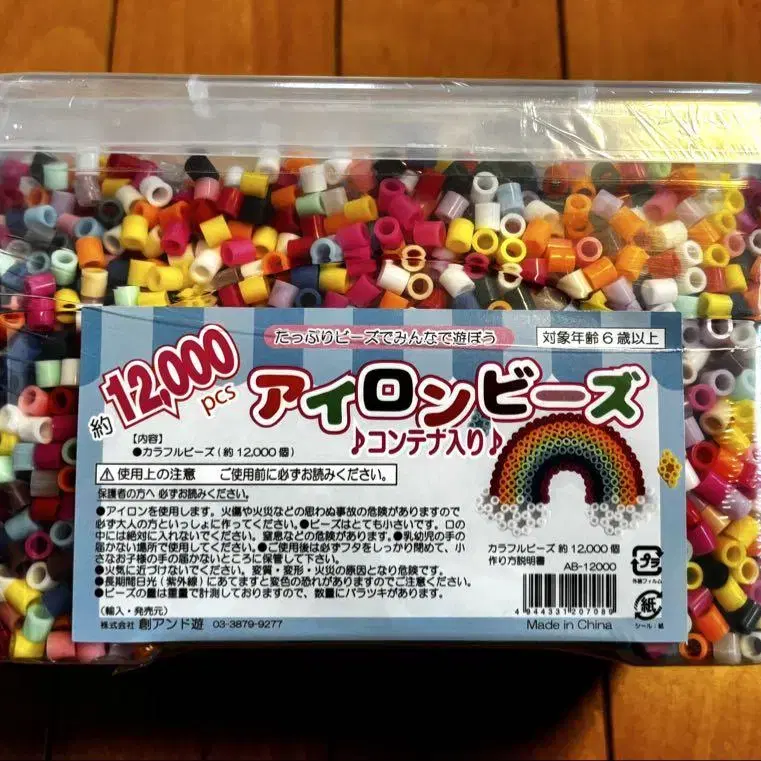 たっぷりビーズでみんなで遊ぼう
対象年齢6歳以上
約12,000pcs
アイロンビーズ
♪コンテナ入り♪
【内容】
●カラフルビーズ(約12,000個)
⚠使用上の注意 ご使用前に必ずお読みください。
保護者の方へ 必ずお読みください。
●アイロンを使用します。火傷や火災などの思わぬ事故の危険がありますので
必ず大人の方といっしょに作ってください。●ビーズはとても小さいです。口の
中には絶対に入れないでください。窒息などの危険があります。●乳幼児の手の
届かない場所で使用してください。●ご使用後は必ずフタをしっかり閉めて、小
さなお子様の手の届かないところに保管して下さい。
●火気に近づけないでください。変質・変形・火災の原因となり危険です。
●長期間日光(紫外線)にあてますと変色の恐れがありますのでご注意ください。
●ビーズの量は重量で計測しておりますので、数量にバラツキがあります。
(輸入・発売元)
株式会社 創アンド遊 03-3879-9277
カラフルビーズ 約12,000個
作り方説明書 AB-12000
4944331207089
Made in China
プラ
外装フィルム
紙
シール:紙